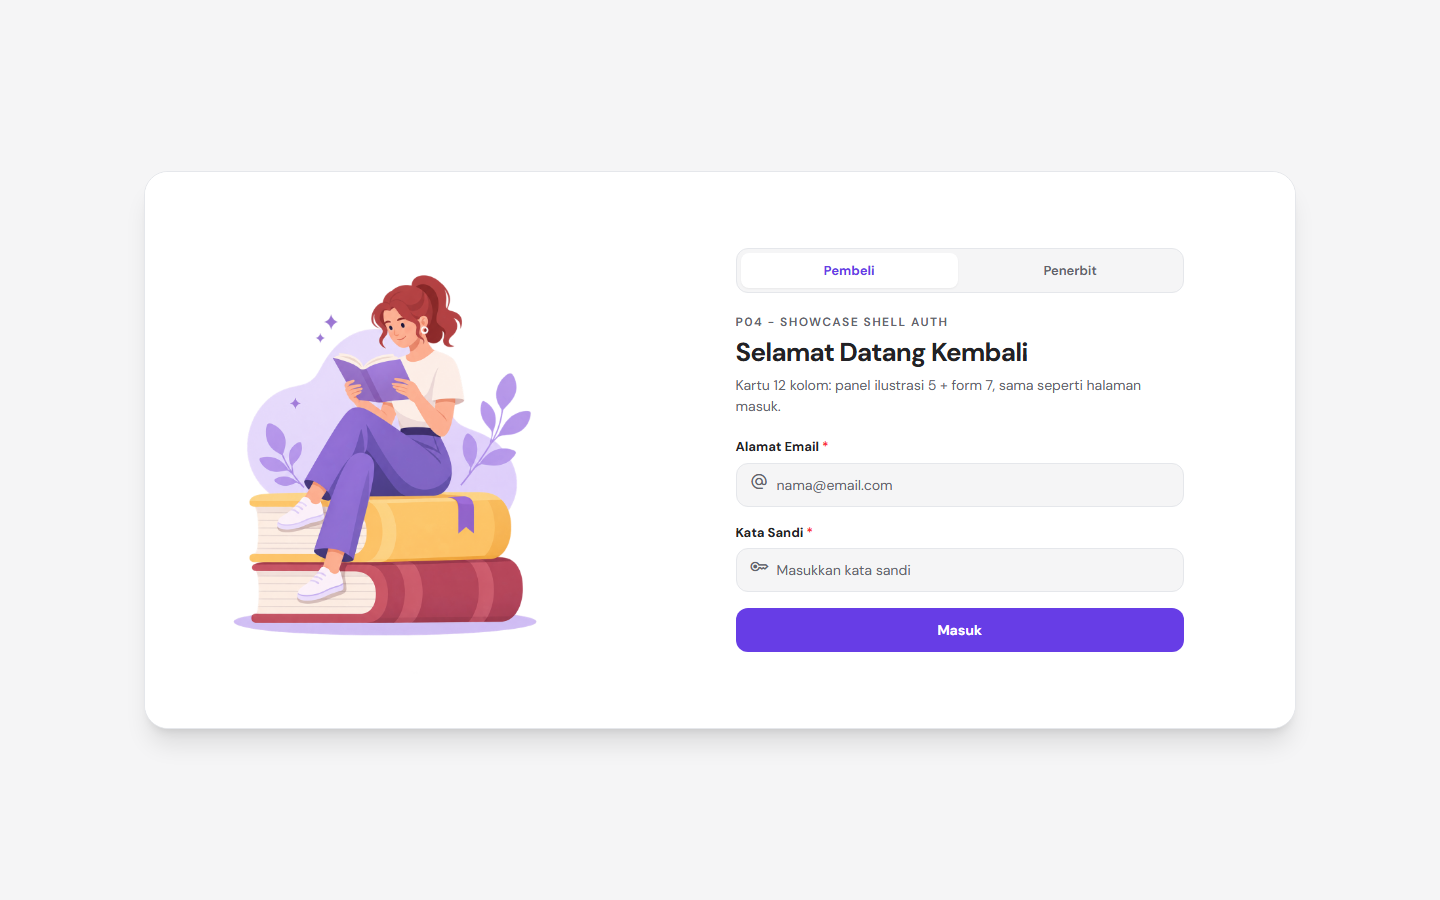 Pembeli
Penerbit
P04 - SHOWCASE SHELL AUTH
Selamat Datang Kembali
Kartu 12 kolom: panel ilustrasi 5 + form 7, sama seperti halaman
masuk.
Alamat Email *
nama@email.com
Kata Sandi *
Masukkan kata sandi
Masuk